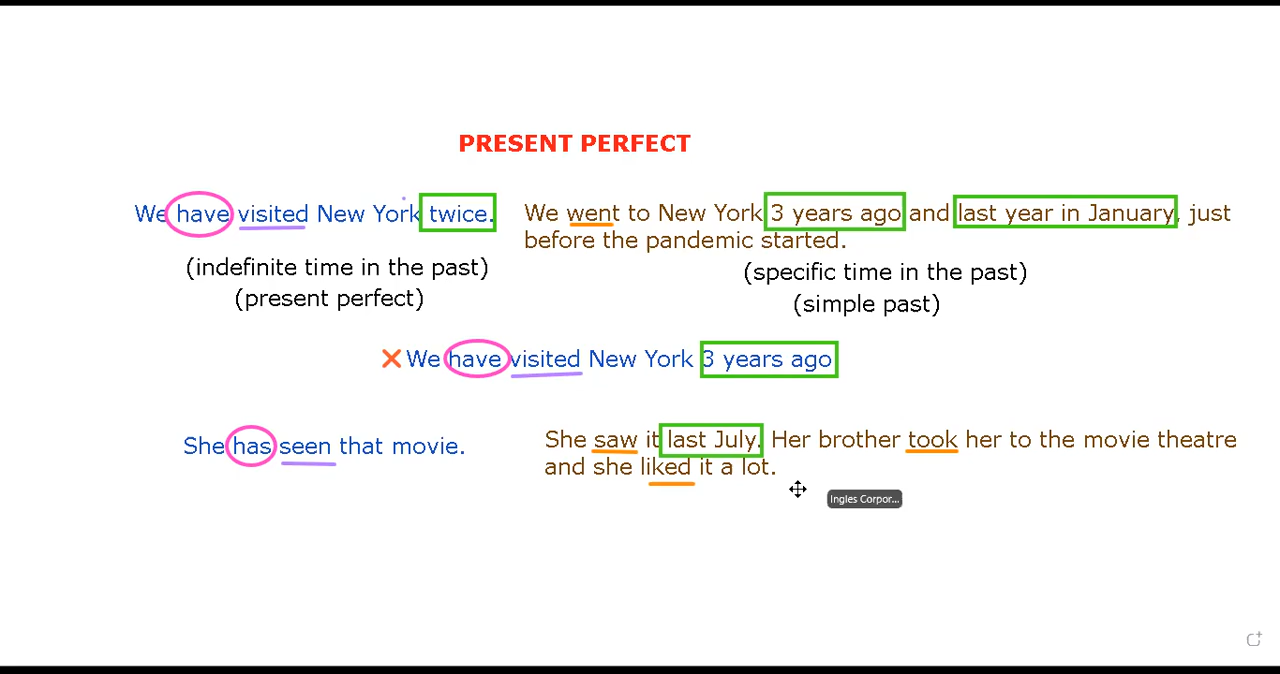 PRESENT PERFECT
We have visited New York twice.
We went to New York 3 years ago and last year in January, just
before the pandemic started.
(indefinite time in the past)
(present perfect)
(specific time in the past)
(simple past)
❌ We have visited New York 3 years ago
She has seen that movie.
She saw it last July. Her brother took her to the movie theatre
and she liked it a lot.
Ingles Corpor...